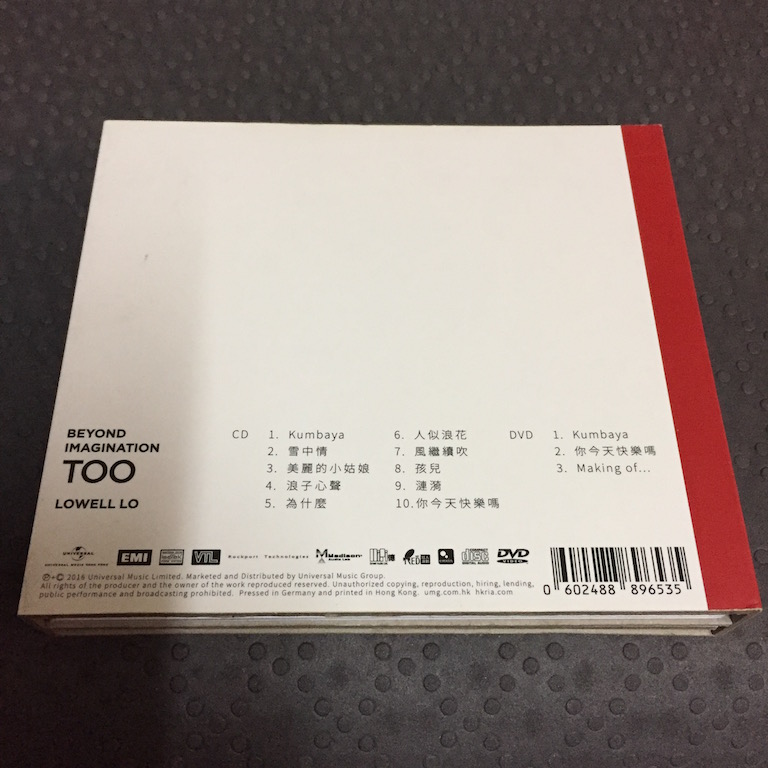 BEYOND
IMAGINATION
TOO
LOWELL LO
CD
1. Kumbaya
2. 雪中情
3. 美麗的小姑娘
4. 浪子心聲
5. 為什麼
6. 人似浪花
7. 風繼續吹
8. 孩兒
9. 漣漪
10.你今天快樂嗎
DVD
1. Kumbaya
2. 你今天快樂嗎
3. Making of...
UNIVERSAL
EMI
VTL
Rockport Technologies
Madison
DVD
VIDEO
℗+© 2016 Universal Music Limited. Marketed and Distributed by Universal Music Group.
All rights of the producer and the owner of the work reproduced reserved. Unauthorized copying, reproduction, hiring, lending,
public performance and broadcasting prohibited. Pressed in Germany and printed in Hong Kong. umg.com.hk hkria.com
0 602488 896535